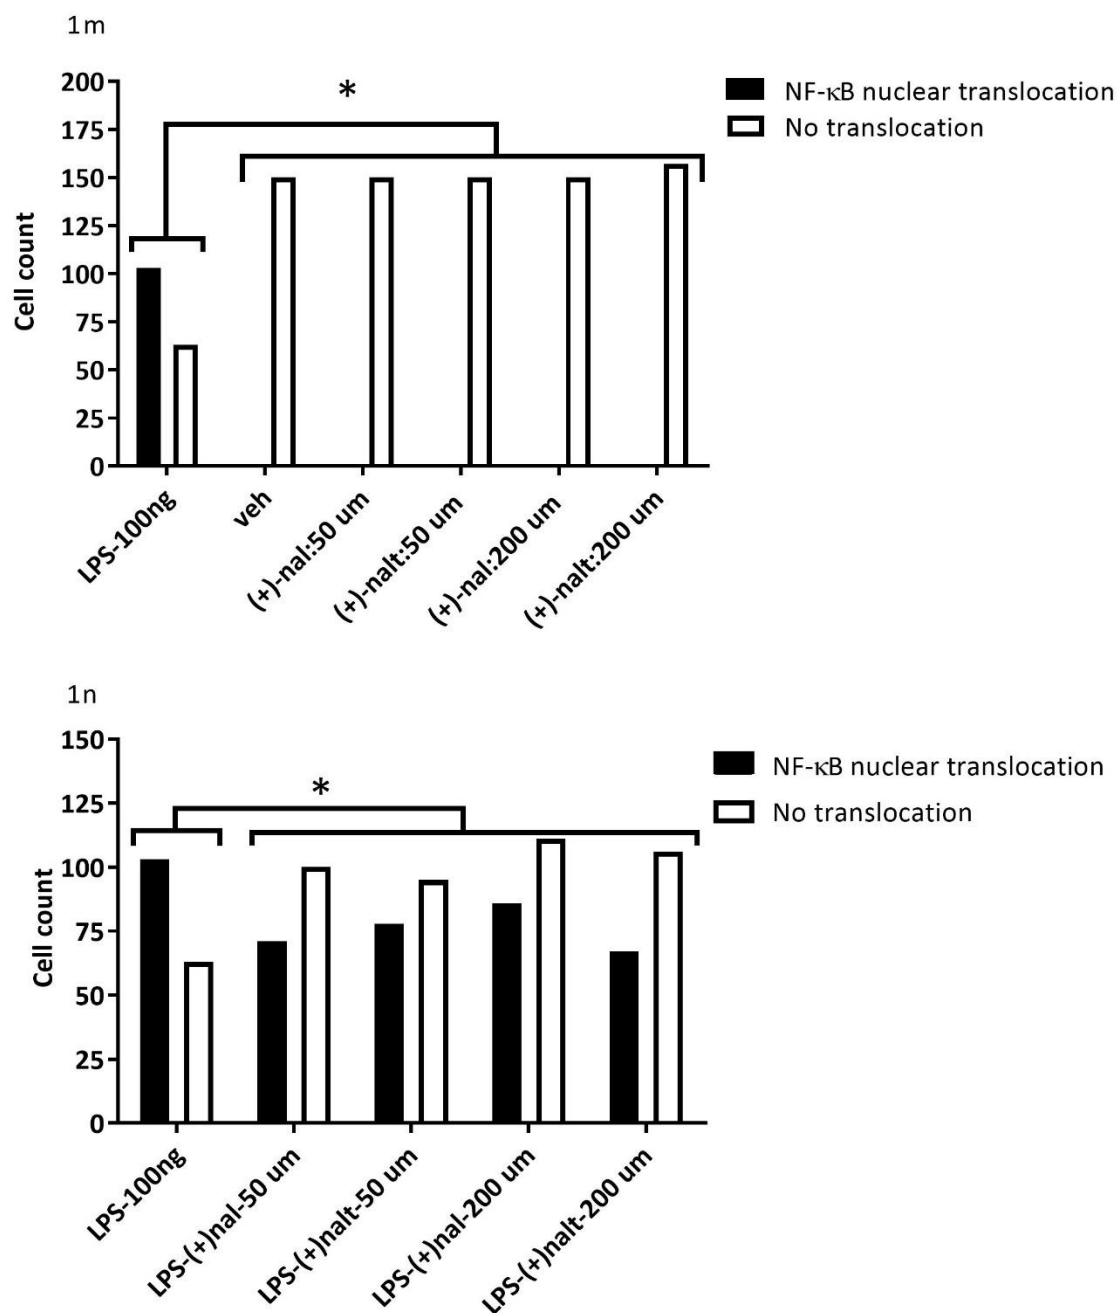 1m
200
175
150
125
100
75
50
25
0
Cell count
*
NF-κB nuclear translocation
No translocation
LPS-100ng
veh
(+)-nal:50 um
(+)-nalt:50 um
(+)-nal:200 um
(+)-nalt:200 um
1n
150
125
100
75
50
25
0
Cell count
*
NF-κB nuclear translocation
No translocation
LPS-100ng
LPS-(+)nal-50 um
LPS-(+)nalt-50 um
LPS-(+)nal-200 um
LPS-(+)nalt-200 um